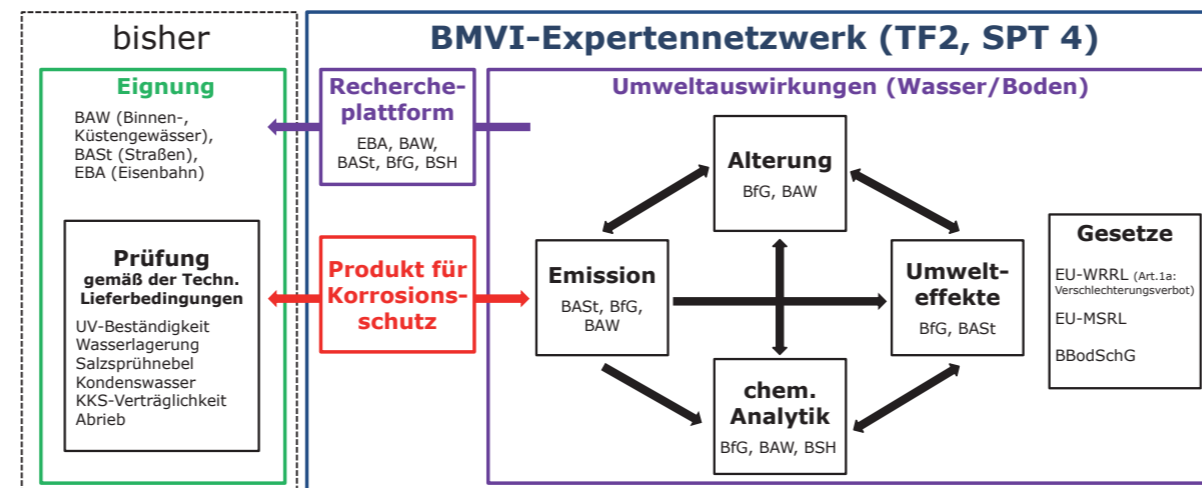 bisher
Eignung
BAW (Binnen-,
Küstengewässer),
BASt (Straßen),
EBA (Eisenbahn)
Prüfung
gemäß der Techn.
Lieferbedingungen
UV-Beständigkeit
Wasserlagerung
Salzsprühnebel
Kondenswasser
KKS-Verträglichkeit
Abrieb
BMVI-Expertennetzwerk (TF2, SPT 4)
Recherche-
plattform
EBA, BAW,
BASt, BfG, BSH
Produkt für
Korrosions-
schutz
Umweltauswirkungen (Wasser/Boden)
Alterung
BfG, BAW
Emission
BASt, BfG,
BAW
Umwelt-
effekte
BfG, BASt
chem.
Analytik
BfG, BAW, BSH
Gesetze
EU-WRRL (Art.1a:
Verschlechterungsverbot)
EU-MSRL
BBodSchG